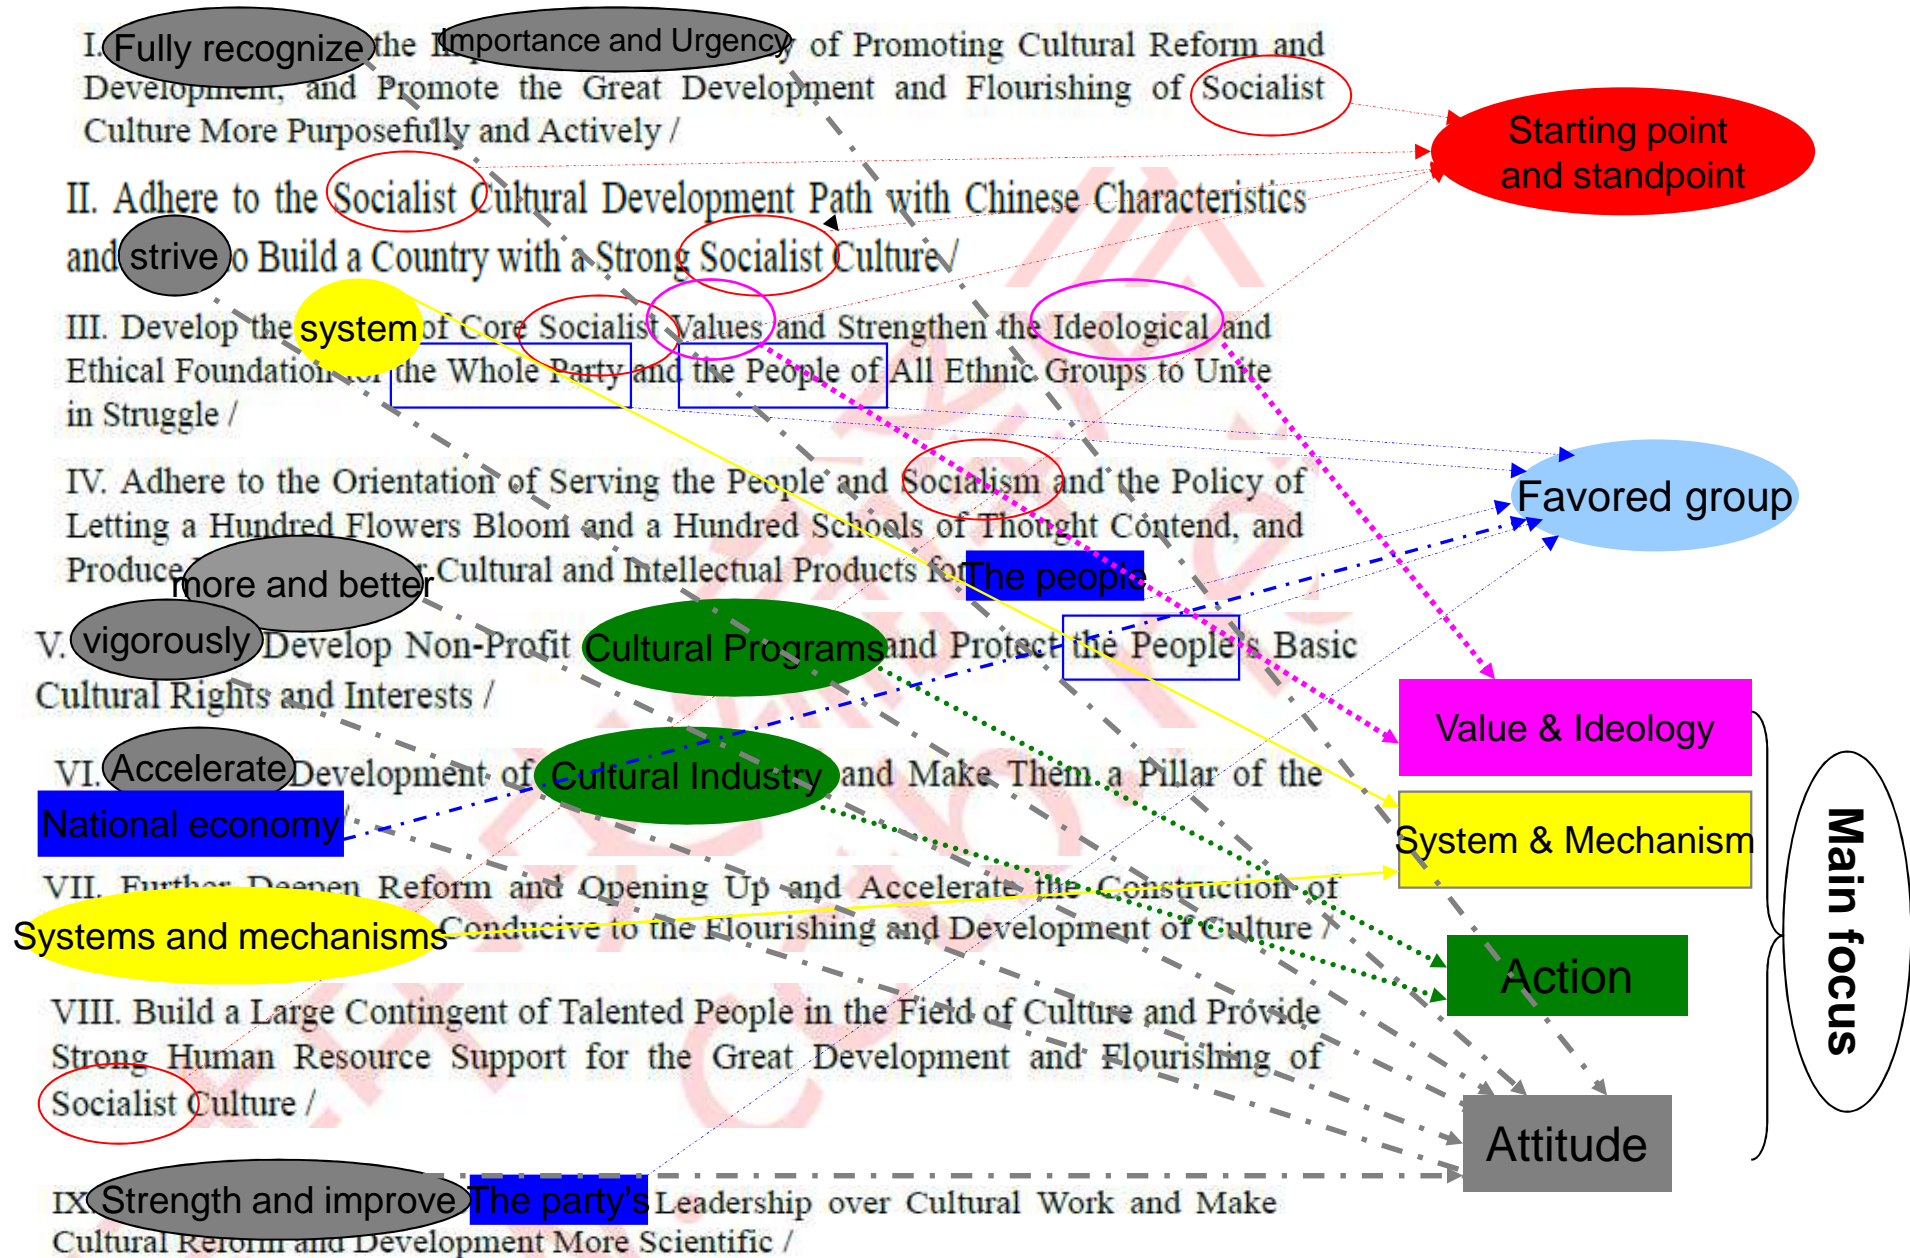 I. Fully recognize the Importance and Urgency of Promoting Cultural Reform and
Development, and Promote the Great Development and Flourishing of Socialist
Culture More Purposefully and Actively /
Starting point
and standpoint
II. Adhere to the Socialist Cultural Development Path with Chinese Characteristics
and strive to Build a Country with a Strong Socialist Culture /
III. Develop the system of Core Socialist Values and Strengthen the Ideological and
Ethical Foundation for the Whole Party and the People of All Ethnic Groups to Unite
in Struggle /
IV. Adhere to the Orientation of Serving the People and Socialism and the Policy of
Letting a Hundred Flowers Bloom and a Hundred Schools of Thought Contend, and
Produce more and better Cultural and Intellectual Products for The people
Favored group
V. vigorously Develop Non-Profit Cultural Programs and Protect the People's Basic
Cultural Rights and Interests /
VI. Accelerate Development of Cultural Industry and Make Them a Pillar of the
National economy /
Value & Ideology
System & Mechanism
VII. Further Deepen Reform and Opening Up and Accelerate the Construction of
Systems and mechanisms Conducive to the Flourishing and Development of Culture /
Action
Main focus
VIII. Build a Large Contingent of Talented People in the Field of Culture and Provide
Strong Human Resource Support for the Great Development and Flourishing of
Socialist Culture /
Attitude
IX. Strength and improve The party's Leadership over Cultural Work and Make
Cultural Reform and Development More Scientific /